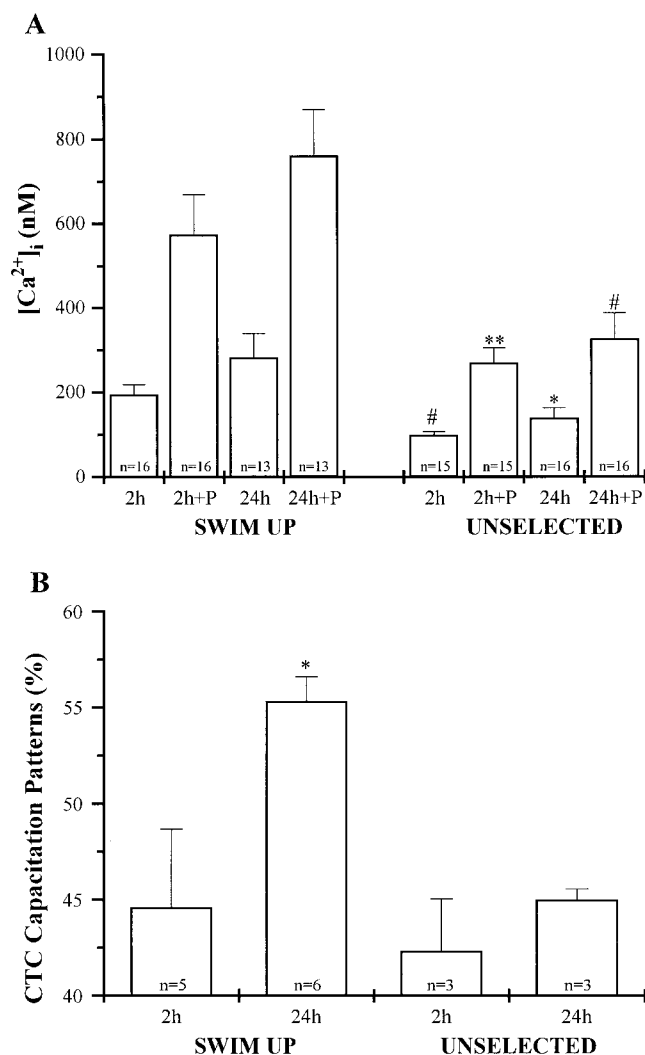 A
1000
800
600
400
200
0
[Ca2+]i (nM)
# ** * #
n=16 n=16 n=13 n=13 n=15 n=15 n=16 n=16
2h 2h+P 24h 24h+P 2h 2h+P 24h 24h+P
SWIM UP UNSELECTED
B
60
55
50
45
40
CTC Capacitation Patterns (%)
*
n=5 n=6 n=3 n=3
2h 24h 2h 24h
SWIM UP UNSELECTED